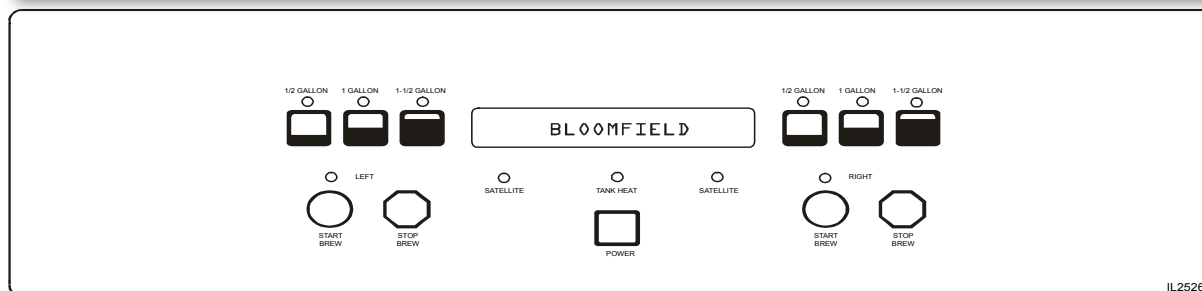 1/2 GALLON 1 GALLON 1-1/2 GALLON
BLOOMFIELD
1/2 GALLON 1 GALLON 1-1/2 GALLON
LEFT
SATELLITE
TANK HEAT
SATELLITE
RIGHT
START
BREW
STOP
BREW
POWER
START
BREW
STOP
BREW
IL2526